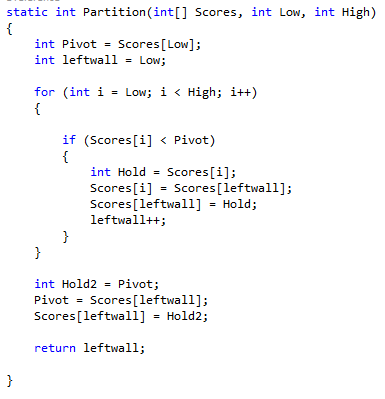 static int Partition(int[] Scores, int Low, int High)
{
    int Pivot = Scores[Low];
    int leftwall = Low;

    for (int i = Low; i < High; i++)
    {

        if (Scores[i] < Pivot)
        {
            int Hold = Scores[i];
            Scores[i] = Scores[leftwall];
            Scores[leftwall] = Hold;
            leftwall++;
        }
    }

    int Hold2 = Pivot;
    Pivot = Scores[leftwall];
    Scores[leftwall] = Hold2;

    return leftwall;

}